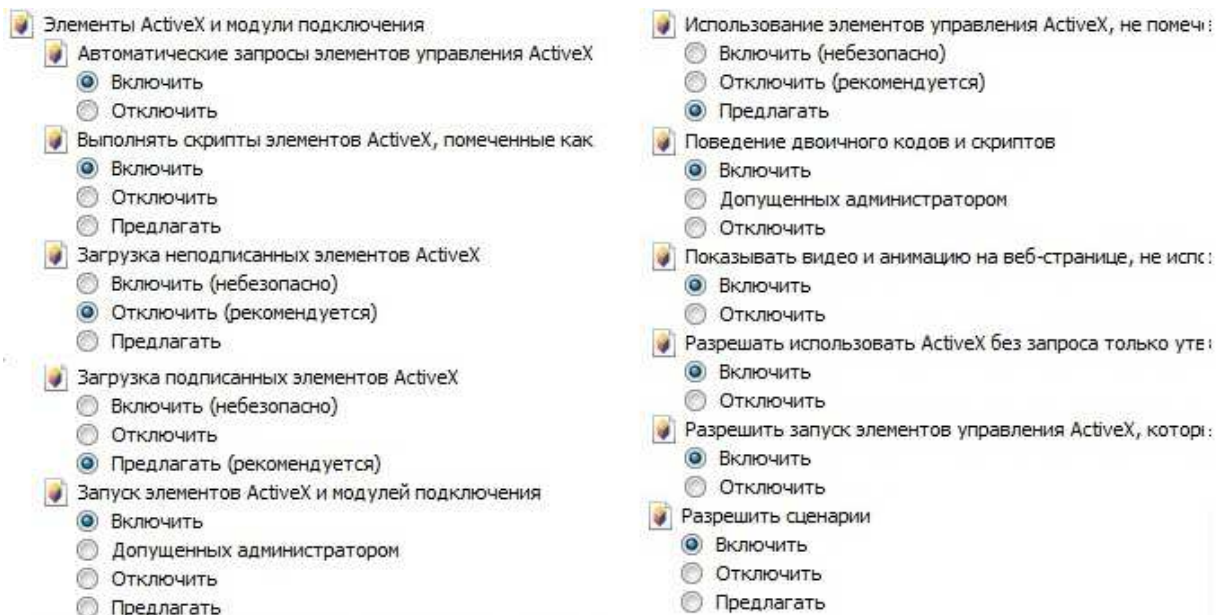 Элементы ActiveX и модули подключения
Автоматические запросы элементов управления ActiveX
Включить
Отключить
Выполнять скрипты элементов ActiveX, помеченные как
Включить
Отключить
Предлагать
Загрузка неподписанных элементов ActiveX
Включить (небезопасно)
Отключить (рекомендуется)
Предлагать
Загрузка подписанных элементов ActiveX
Включить (небезопасно)
Отключить
Предлагать (рекомендуется)
Запуск элементов ActiveX и модулей подключения
Включить
Допущенных администратором
Отключить
Предлагать
Использование элементов управления ActiveX, не
Включить (небезопасно)
Отключить (рекомендуется)
Предлагать
Поведение двоичного кодов и скриптов
Включить
Допущенных администратором
Отключить
Показывать видео и анимацию на веб-странице, не
Включить
Отключить
Разрешать использовать ActiveX без запроса только
Включить
Отключить
Разрешить запуск элементов управления ActiveX,
Включить
Отключить
Разрешить сценарии
Включить
Отключить
Предлагать